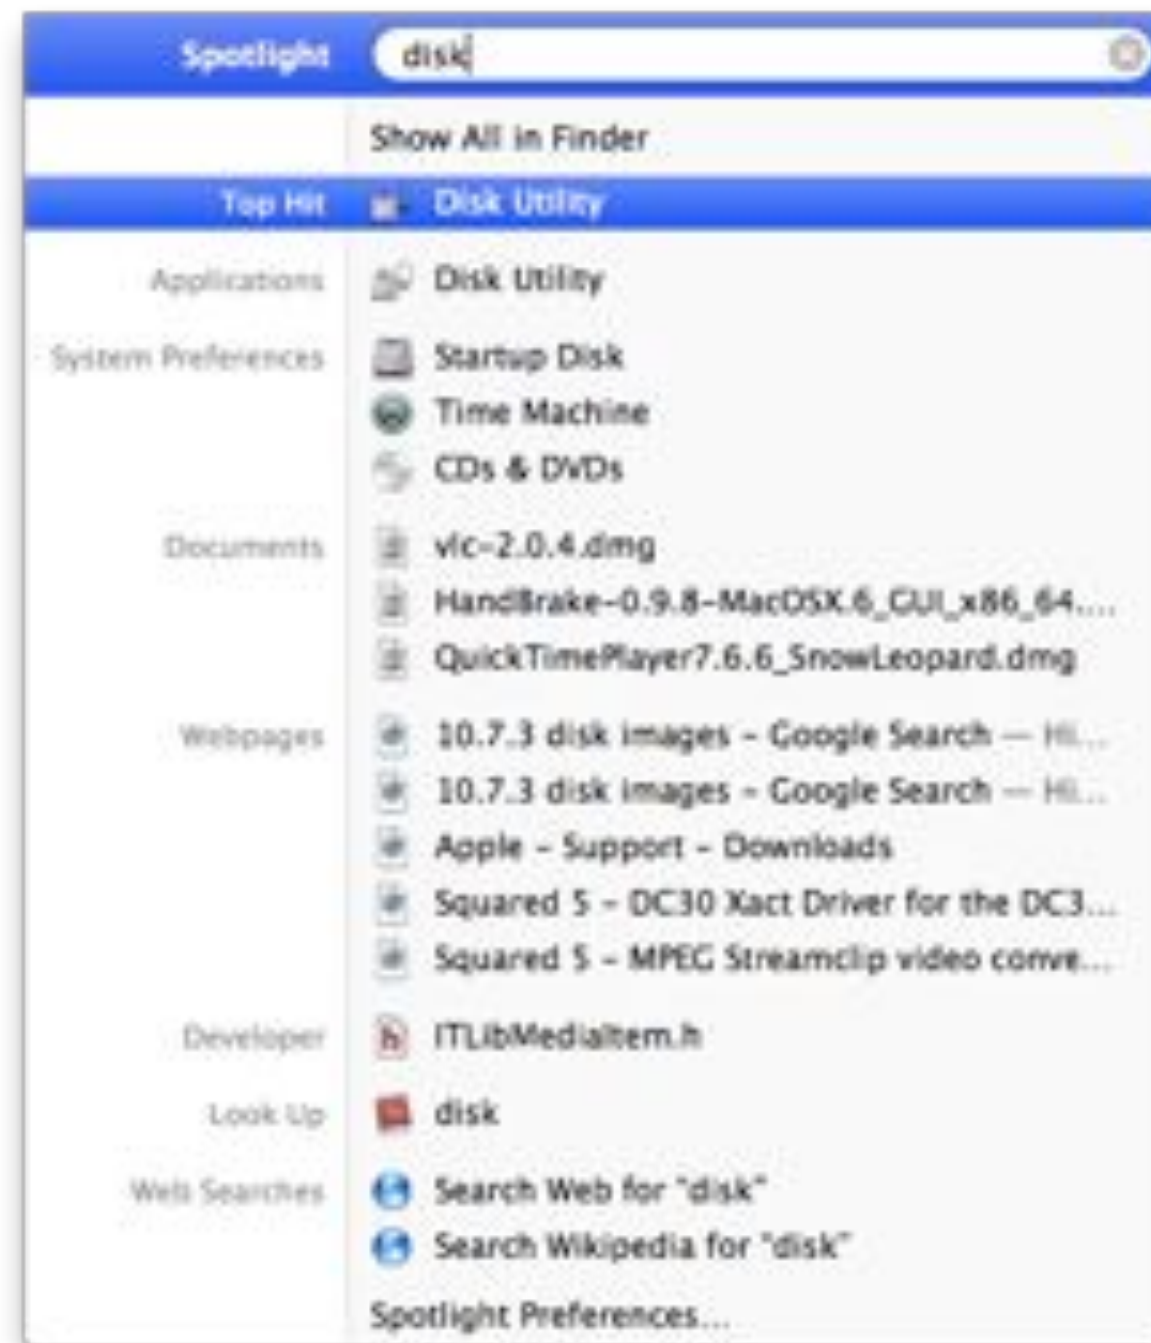 Spotlight disk
Show All in Finder
Top Hit Disk Utility
Applications Disk Utility
System Preferences Startup Disk
Time Machine
CDs & DVDs
Documents vlc-2.0.4.dmg
HandBrake-0.9.8-MacOSX.6_GUI_x86_64....
QuickTimePlayer7.6.6_SnowLeopard.dmg
Webpages 10.7.3 disk images - Google Search — Hi...
10.7.3 disk images - Google Search — Hi...
Apple - Support - Downloads
Squared 5 - DC30 Xact Driver for the DC3...
Squared 5 - MPEG Streamclip video conve...
Developer h ITLibMediaItem.h
Look Up disk
Web Searches Search Web for "disk"
Search Wikipedia for "disk"
Spotlight Preferences...